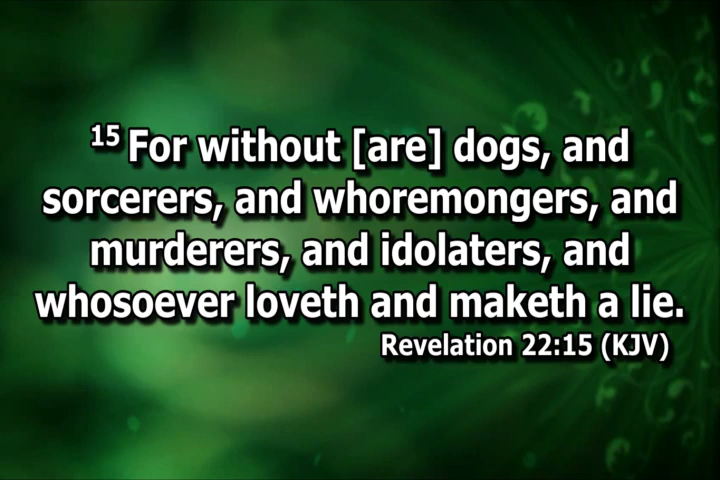 15 For without [are] dogs, and
sorcerers, and whoremongers, and
murderers, and idolaters, and
whosoever loveth and maketh a lie.
Revelation 22:15 (KJV)